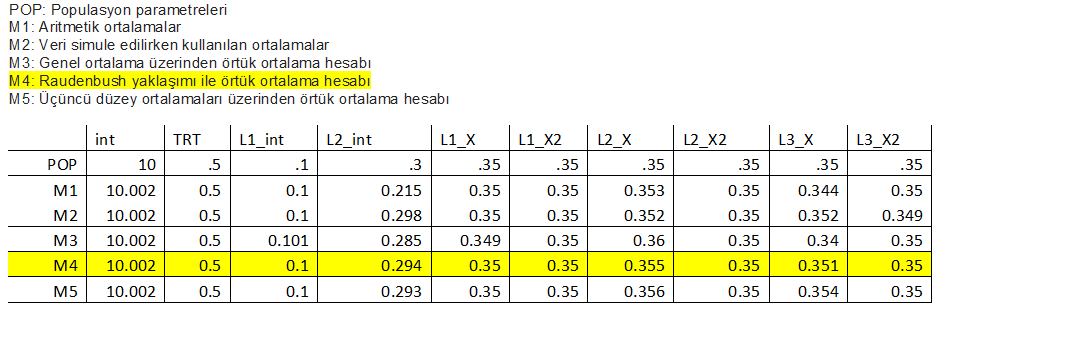 POP: Populasyon parametreleri
M1: Aritmetik ortalamalar
M2: Veri simule edilirken kullanılan ortalamalar
M3: Genel ortalama üzerinden örtük ortalama hesabı
M4: Raudenbush yaklaşımı ile örtük ortalama hesabı
M5: Üçüncü düzey ortalamaları üzerinden örtük ortalama hesabı
int TRT L1_int L2_int L1_X L1_X2 L2_X L2_X2 L3_X L3_X2
POP 10 .5 .1 .3 .35 .35 .35 .35 .35 .35
M1 10.002 0.5 0.1 0.215 0.35 0.35 0.353 0.35 0.344 0.35
M2 10.002 0.5 0.1 0.298 0.35 0.35 0.352 0.35 0.352 0.349
M3 10.002 0.5 0.101 0.285 0.349 0.35 0.36 0.35 0.34 0.35
M4 10.002 0.5 0.1 0.294 0.35 0.35 0.355 0.35 0.351 0.35
M5 10.002 0.5 0.1 0.293 0.35 0.35 0.356 0.35 0.354 0.35